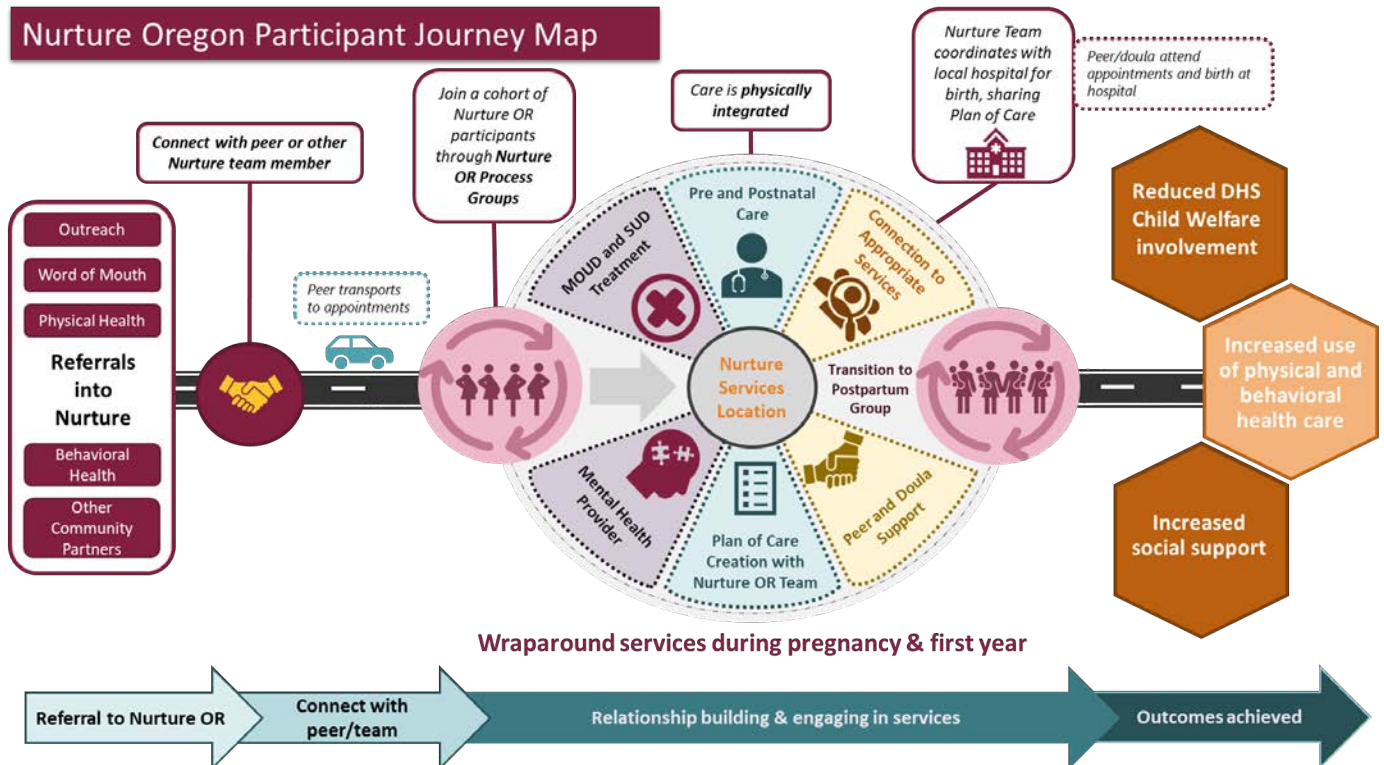 Nurture Oregon Participant Journey Map
Nurture Team
coordinates with
local hospital for
birth, sharing
Plan of Care
Peer/doula attend
appointments and birth at
hospital
Join a cohort of
Nurture OR
participants
through Nurture
OR Process
Groups
Care is physically
integrated
Connect with peer or other
Nurture team member
Outreach
Word of Mouth
Physical Health
Referrals
into
Nurture
Behavioral
Health
Other
Community
Partners
Peer transports
to appointments
MOUD and SUD
Treatment
Pre and Postnatal
Care
Connection to
Appropriate
Services
Nurture
Services
Location
Transition to
Postpartum
Group
Mental Health
Provider
Plan of Care
Creation with
Nurture OR Team
Peer and Doula
Support
Reduced DHS
Child Welfare
involvement
Increased use
of physical and
behavioral
health care
Increased
social support
Wraparound services during pregnancy & first year
Referral to Nurture OR
Connect with
peer/team
Relationship building & engaging in services
Outcomes achieved